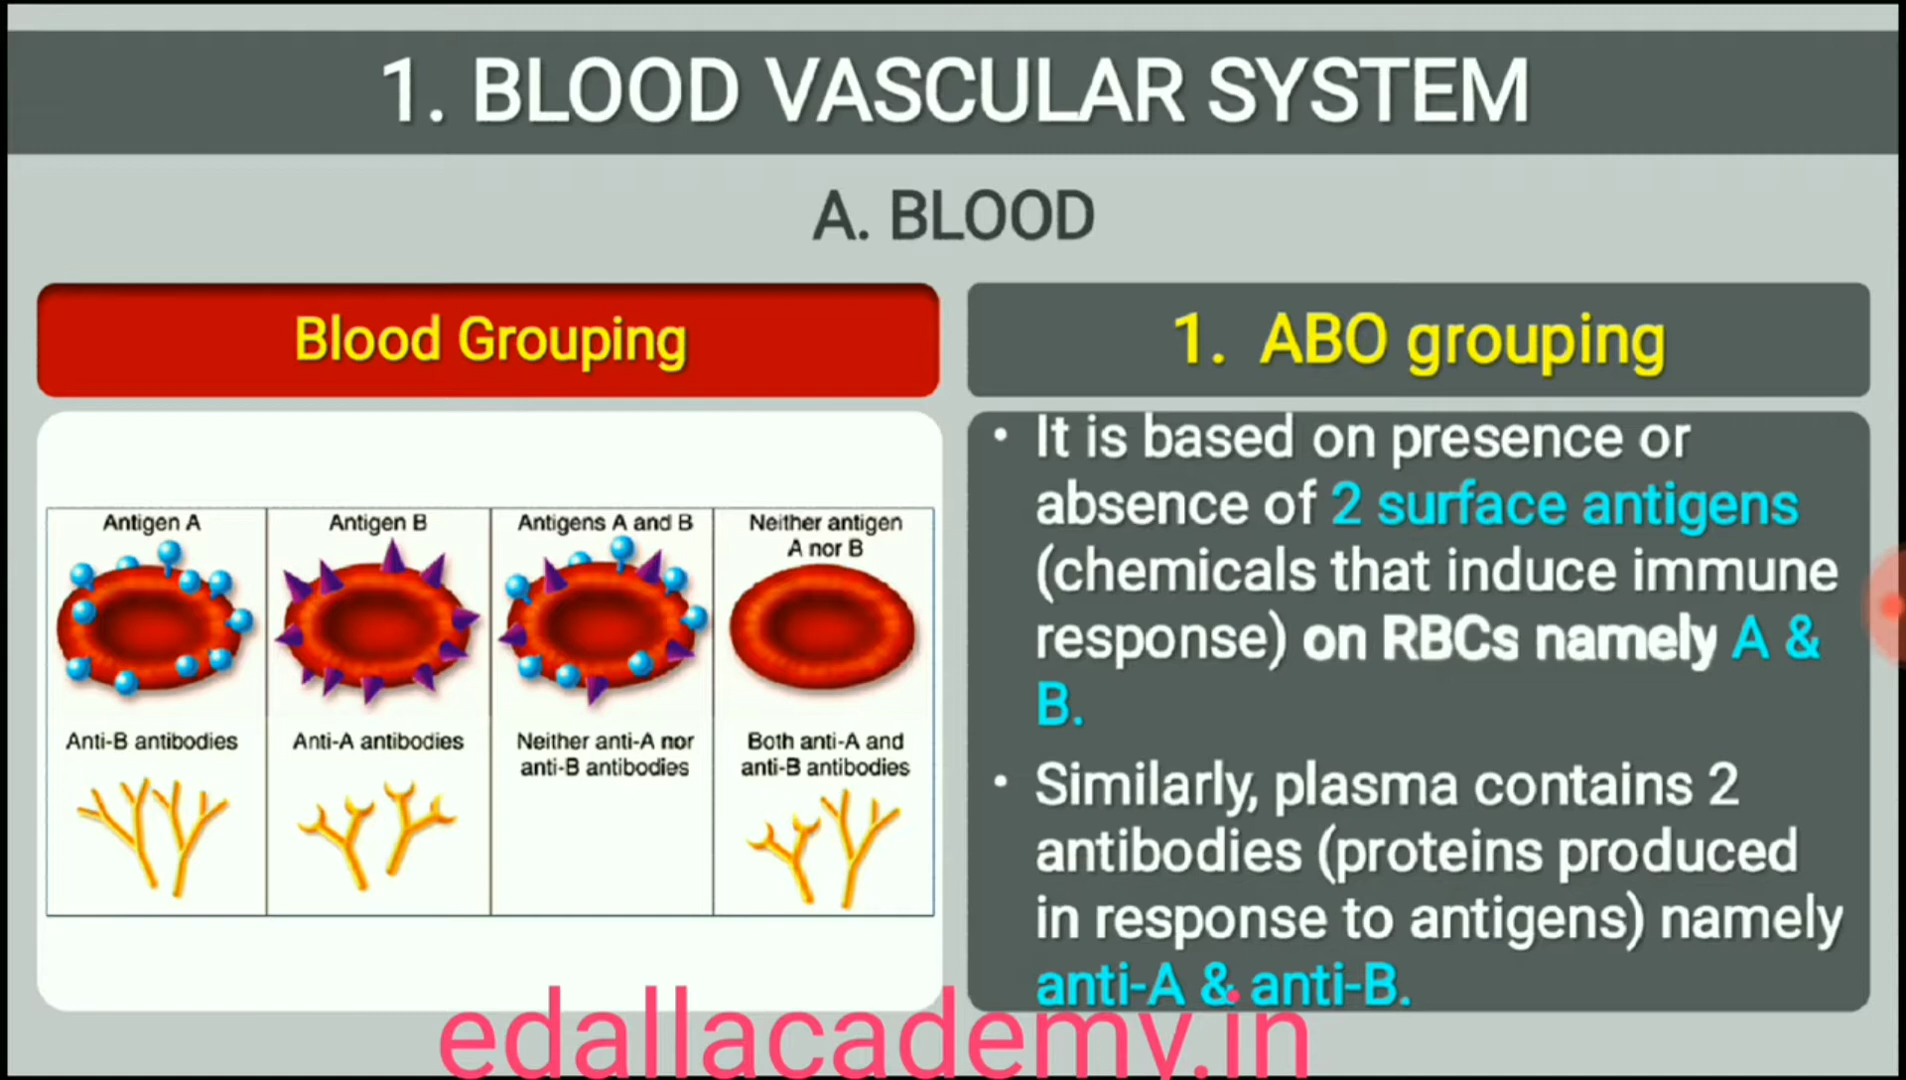 1. BLOOD VASCULAR SYSTEM
A. BLOOD
Blood Grouping
Antigen A
Antigen B
Antigens A and B
Neither antigen
A nor B
Anti-B antibodies
Anti-A antibodies
Neither anti-A nor
anti-B antibodies
Both anti-A and
anti-B antibodies
1. ABO grouping
• It is based on presence or
absence of 2 surface antigens
(chemicals that induce immune
response) on RBCs namely A &
B.
• Similarly, plasma contains 2
antibodies (proteins produced
in response to antigens) namely
anti-A & anti-B.
edallacademy.in